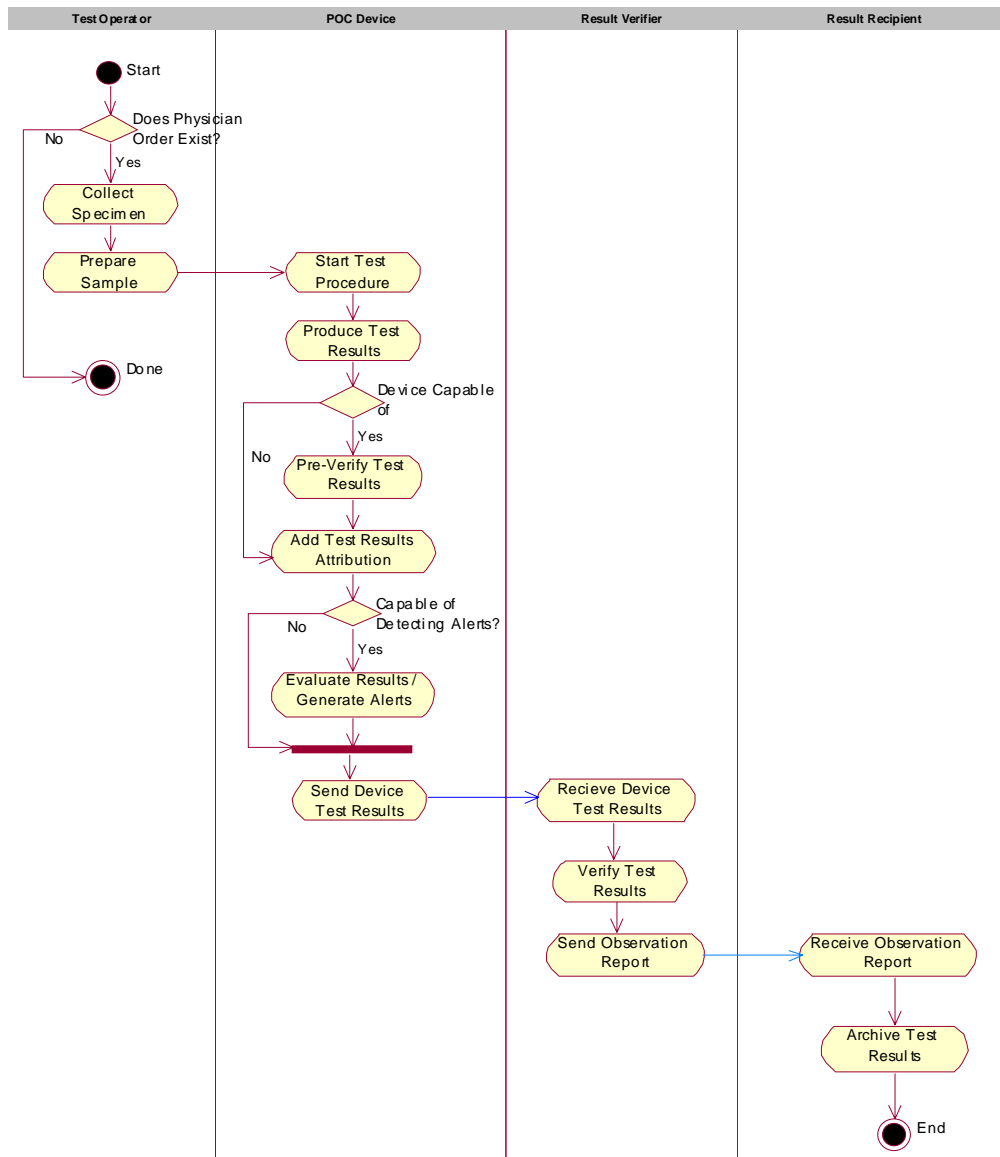 Test Operator
POC Device
Result Verifier
Result Recipient
Start
Does Physician
Order Exist?
No
Yes
Collect
Specimen
Prepare
Sample
Done
Start Test
Procedure
Produce Test
Results
Device Capable
of
Yes
No
Pre-Verify Test
Results
Add Test Results
Attribution
Capable of
Detecting Alerts?
No
Yes
Evaluate Results /
Generate Alerts
Send Device
Test Results
Recieve Device
Test Results
Verify Test
Results
Send Observation
Report
Receive Observation
Report
Archive Test
Results
End